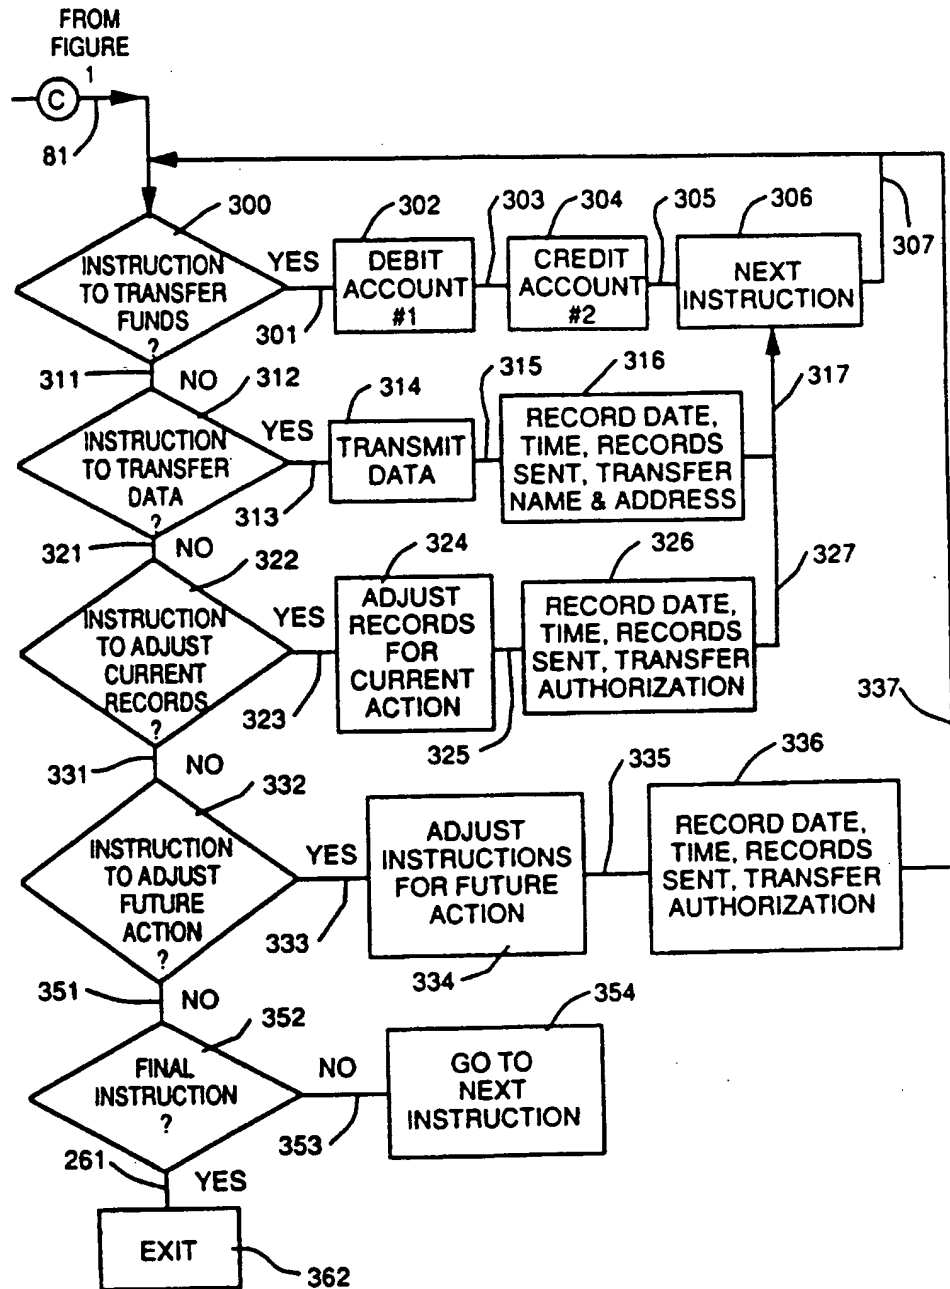 FROM
FIGURE
1
C
81
300
INSTRUCTION
TO TRANSFER
FUNDS
?
YES
301
302
DEBIT
ACCOUNT
#1
303
304
CREDIT
ACCOUNT
#2
305
306
NEXT
INSTRUCTION
307
311
NO
312
INSTRUCTION
TO TRANSFER
DATA
?
YES
313
314
TRANSMIT
DATA
315
316
RECORD DATE,
TIME, RECORDS
SENT, TRANSFER
NAME & ADDRESS
317
321
NO
322
INSTRUCTION
TO ADJUST
CURRENT
RECORDS
?
YES
323
324
ADJUST
RECORDS
FOR
CURRENT
ACTION
325
326
RECORD DATE,
TIME, RECORDS
SENT, TRANSFER
AUTHORIZATION
327
337
331
NO
332
INSTRUCTION
TO ADJUST
FUTURE
ACTION
?
YES
333
ADJUST
INSTRUCTIONS
FOR FUTURE
ACTION
334
335
336
RECORD DATE,
TIME, RECORDS
SENT, TRANSFER
AUTHORIZATION
351
NO
352
FINAL
INSTRUCTION
?
NO
353
354
GO TO
NEXT
INSTRUCTION
261
YES
EXIT
362